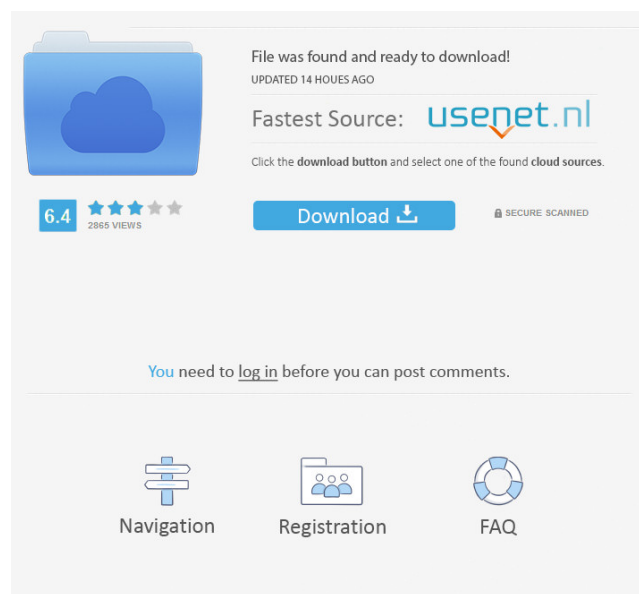 File was found and ready to download!
UPDATED 14 HOUES AGO
Fastest Source: usenet.nl
Click the download button and select one of the found cloud sources.
6.4
2865 VIEWS
Download
SECURE SCANNED
You need to log in before you can post comments.
Navigation
Registration
FAQ